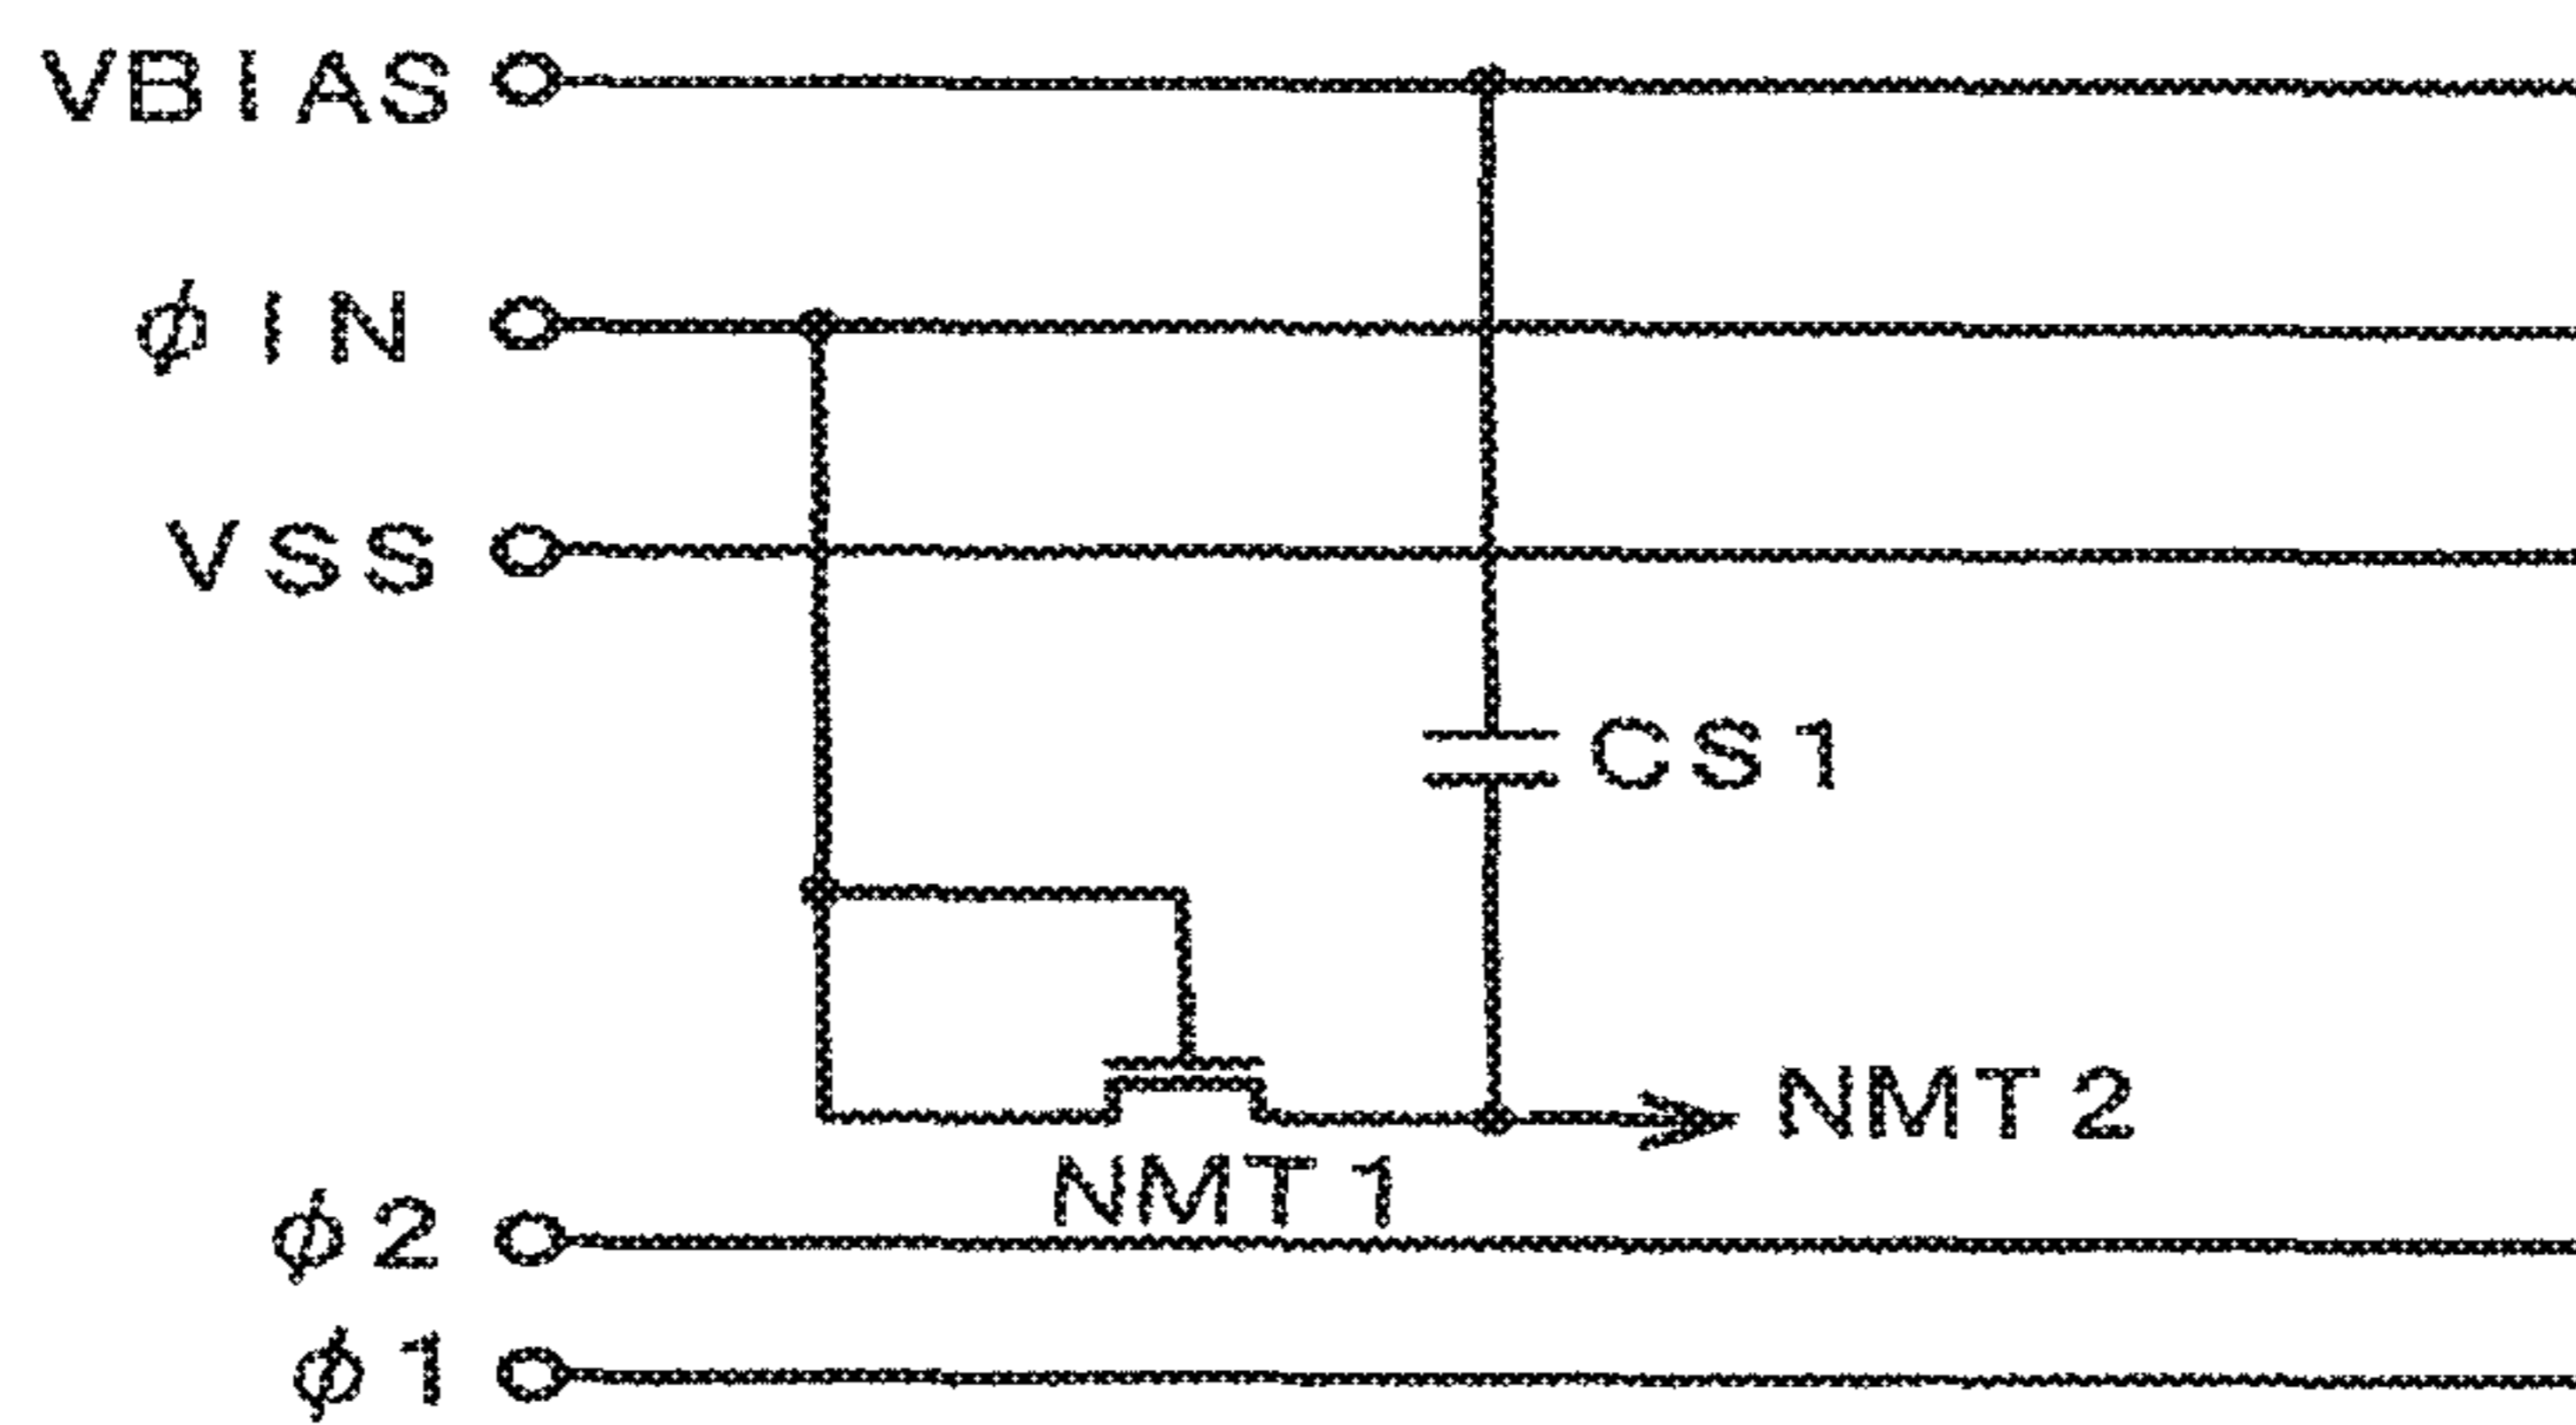 VBIAS
φIN
VSS
CS1
NMT2
NMT1
φ2
φ1